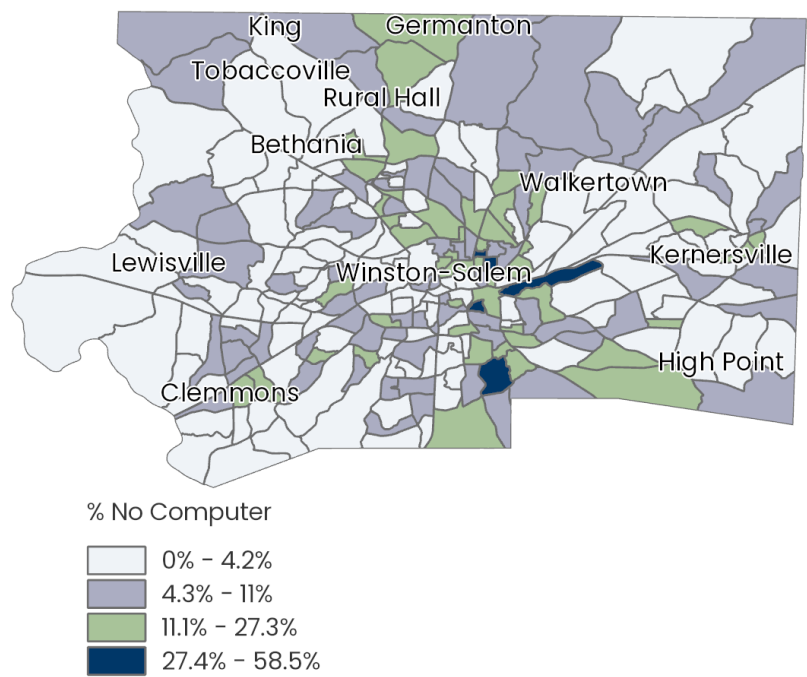 King
Germanton
Tobaccoville
Rural Hall
Bethania
Walkertown
Kernersville
Lewisville
Winston-Salem
High Point
Clemmons
% No Computer
0% - 4.2%
4.3% - 11%
11.1% - 27.3%
27.4% - 58.5%